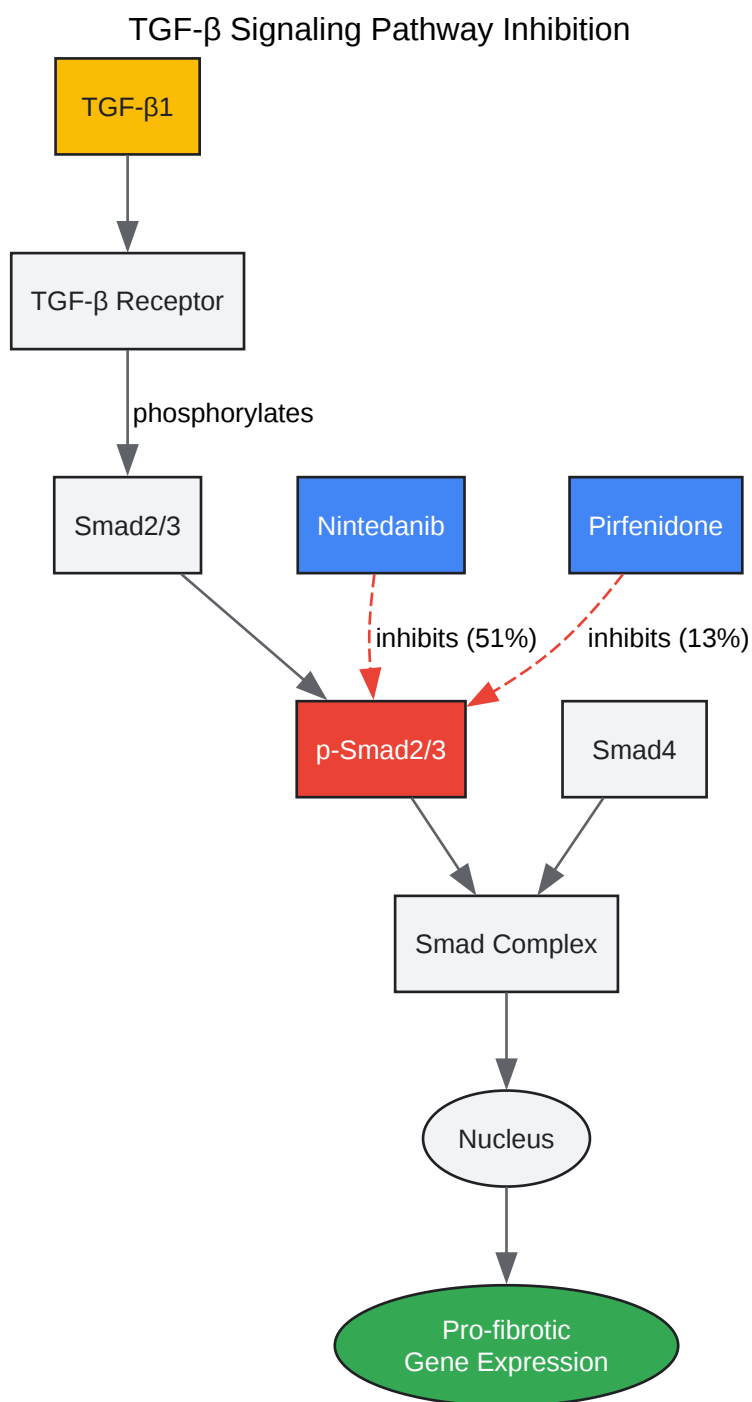 TGF-β Signaling Pathway Inhibition
TGF-β1
TGF-β Receptor
phosphorylates
Smad2/3
Nintedanib
Pirfenidone
inhibits (51%)
inhibits (13%)
p-Smad2/3
Smad4
Smad Complex
Nucleus
Pro-fibrotic
Gene Expression